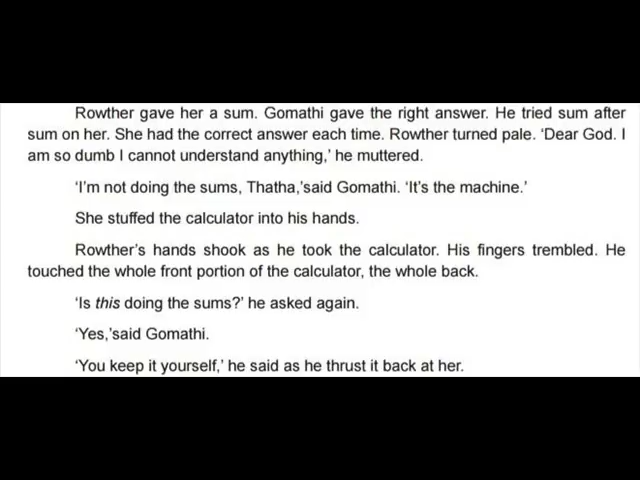 Rowther gave her a sum. Gomathi gave the right answer. He tried sum after
sum on her. She had the correct answer each time. Rowther turned pale. ‘Dear God. I
am so dumb I cannot understand anything,’ he muttered.
‘I’m not doing the sums, Thatha,’said Gomathi. ‘It’s the machine.’
She stuffed the calculator into his hands.
Rowther’s hands shook as he took the calculator. His fingers trembled. He
touched the whole front portion of the calculator, the whole back.
‘Is this doing the sums?’ he asked again.
‘Yes,’said Gomathi.
‘You keep it yourself,’ he said as he thrust it back at her.